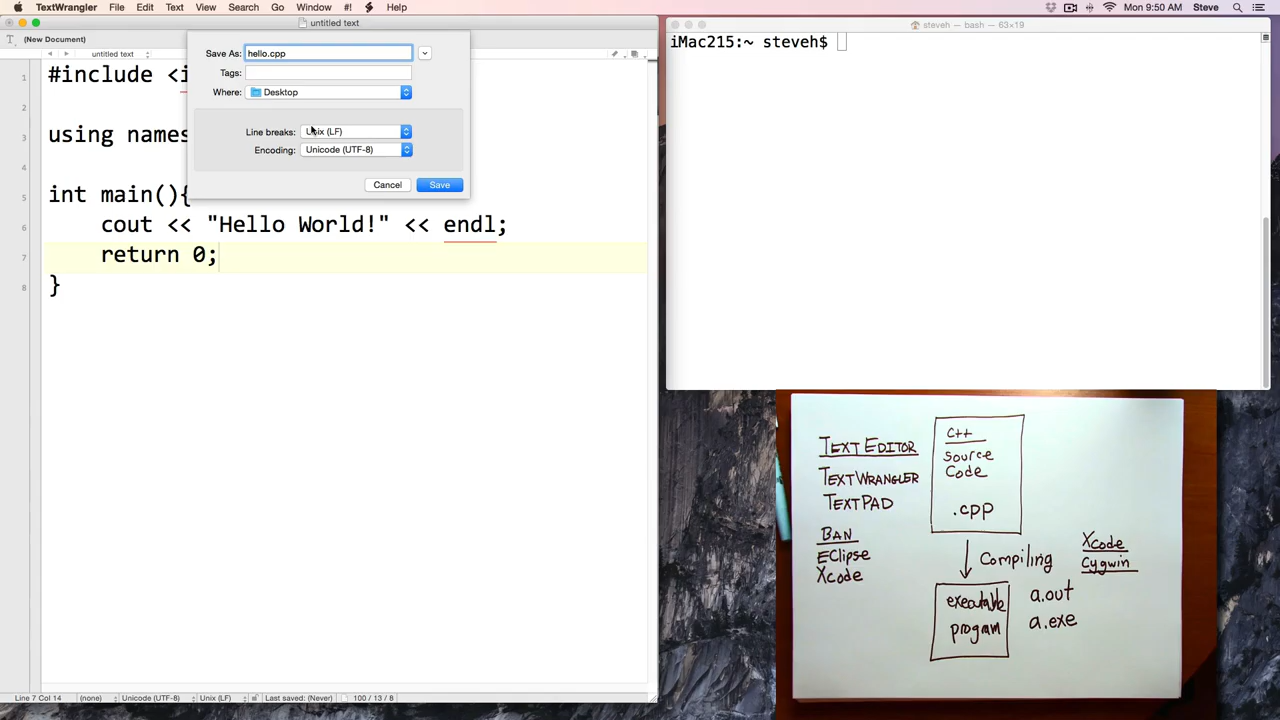 TextWrangler File Edit Text View Search Go Window #! Help
Mon 9:50 AM Steve
untitled text
(New Document)
untitled text
Save As: hello.cpp
Tags:
Where: Desktop
Line breaks: Unix (LF)
Encoding: Unicode (UTF-8)
Cancel Save
1 #include <i
2
3 using names
4
5 int main(){
6 cout << "Hello World!" << endl;
7 return 0;
8 }
Line 7 Col 14 (none) Unicode (UTF-8) Unix (LF) Last saved: (Never) 100 / 13 / 8
steveh — bash — 63×19
iMac215:~ steveh$
TEXT EDITOR
TEXTWRANGLER
TEXTPAD
BAN
EClipse
Xcode
C++
source
Code
.cpp
Compiling
Xcode
Cygwin
executable
program
a.out
a.exe